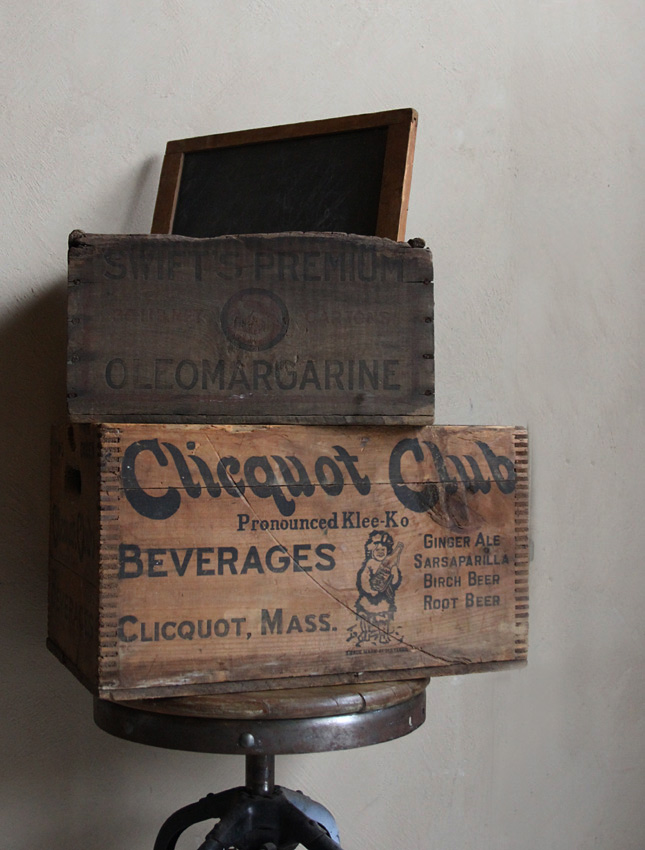 SWIFT'S PREMIUM
OLEOMARGARINE
Clicquot Club
Pronounced Klee-Ko
BEVERAGES
CLICQUOT, MASS.
GINGER ALE
SARSAPARILLA
BIRCH BEER
ROOT BEER